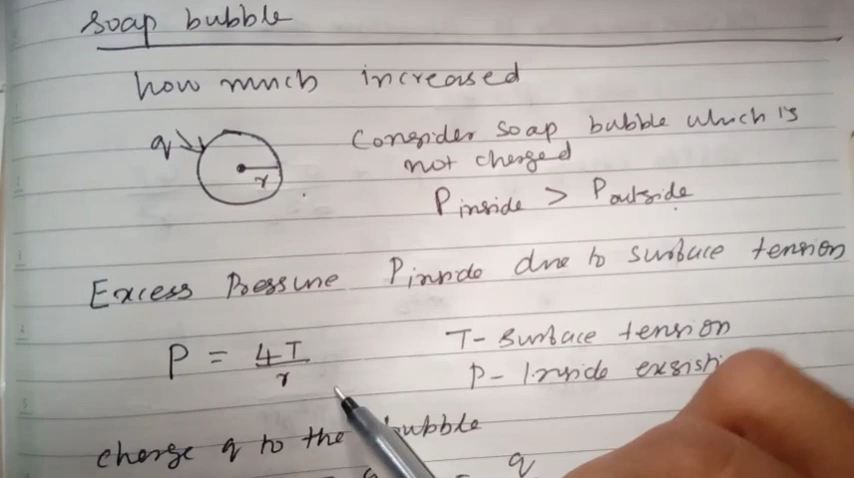 Soap bubble
how much increased
q
r
Consider soap bubble which is
not charged
P inside > P outside
Excess Pressure Pinside due to surface tension
P = 4T
r
T - surface tension
P - Inside
charge q to the bubble
= q